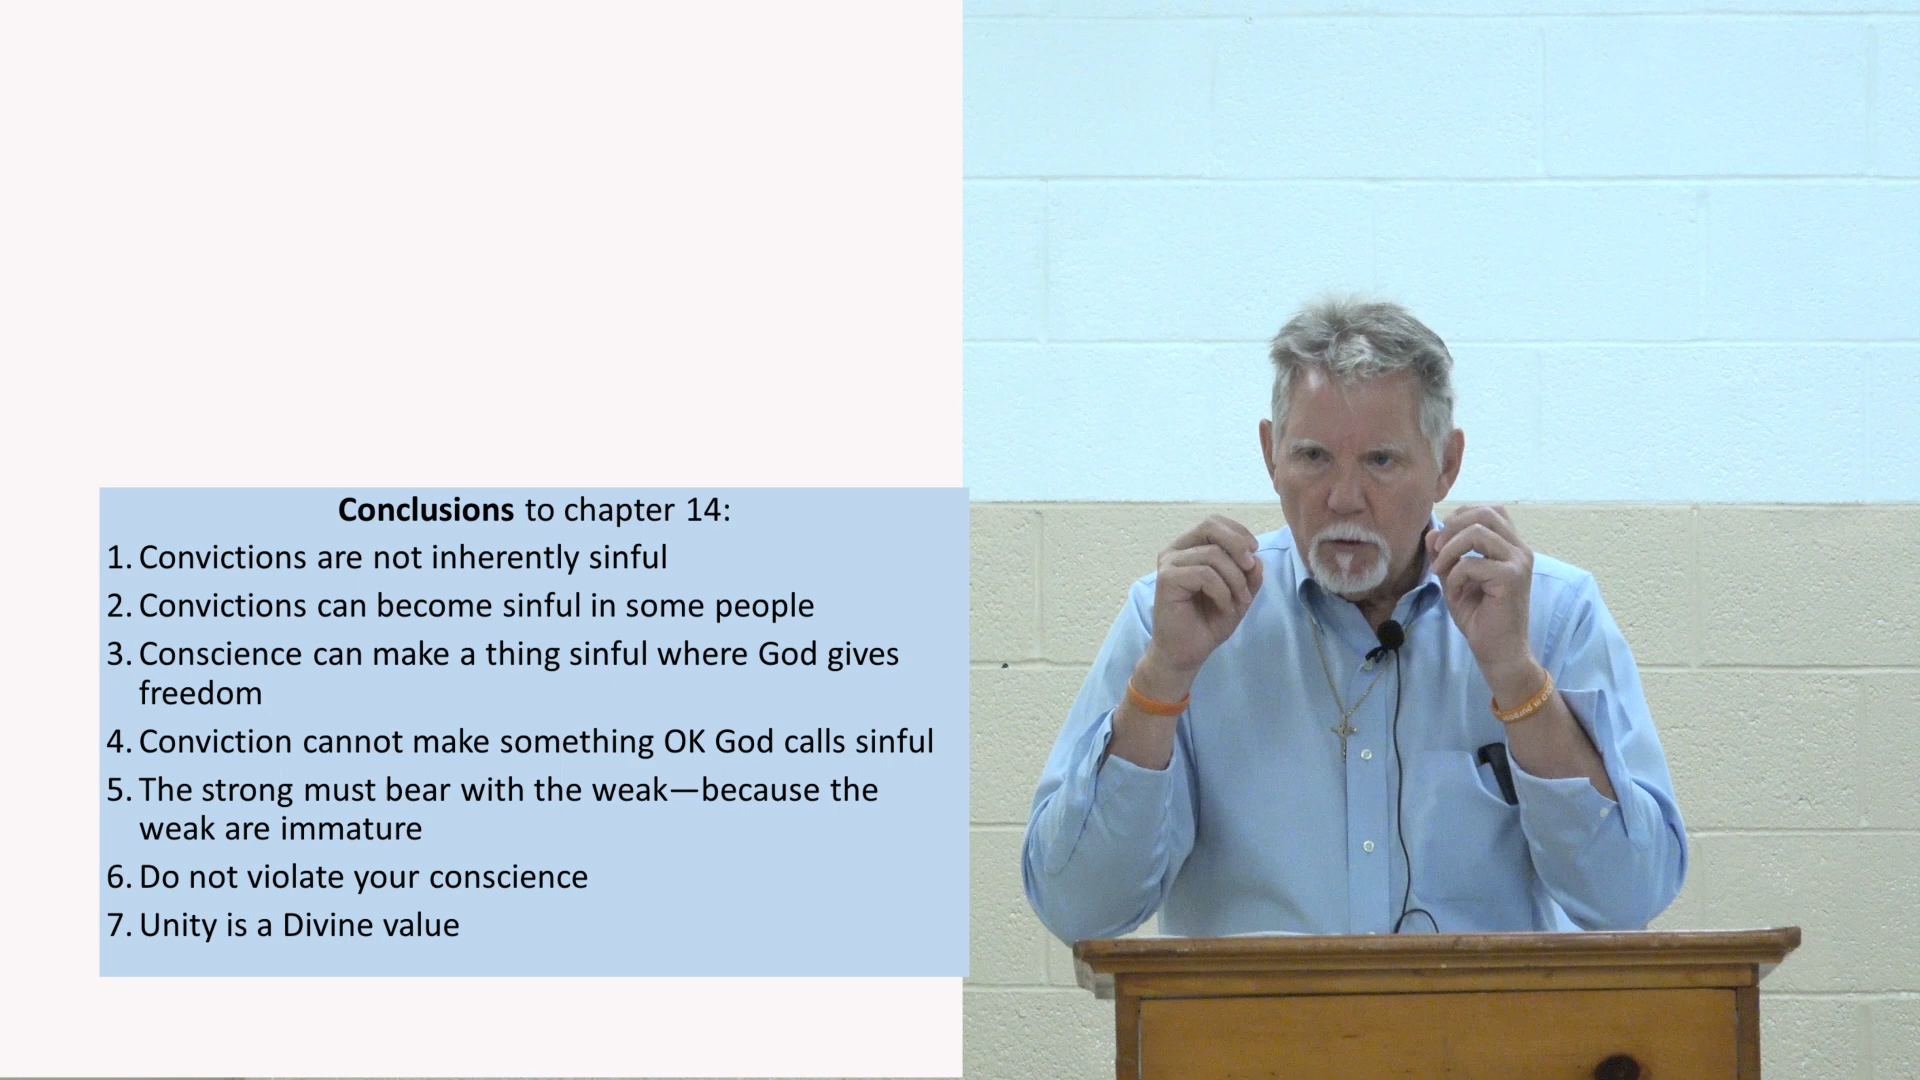 Conclusions to chapter 14:
1. Convictions are not inherently sinful
2. Convictions can become sinful in some people
3. Conscience can make a thing sinful where God gives
freedom
4. Conviction cannot make something OK God calls sinful
5. The strong must bear with the weak—because the
weak are immature
6. Do not violate your conscience
7. Unity is a Divine value